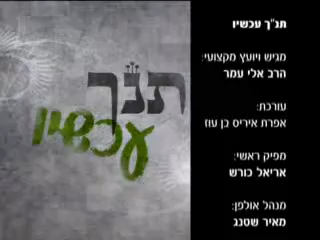 תנ"ך עכשיו
מגיש ויועץ מקצועי:
הרב אלי עמר
עורכת:
אפרת איריס בן עוז
מפיק ראשי:
אריאל כורש
מנהל אולפן:
מאיר שטנג
תנך
עכשיו